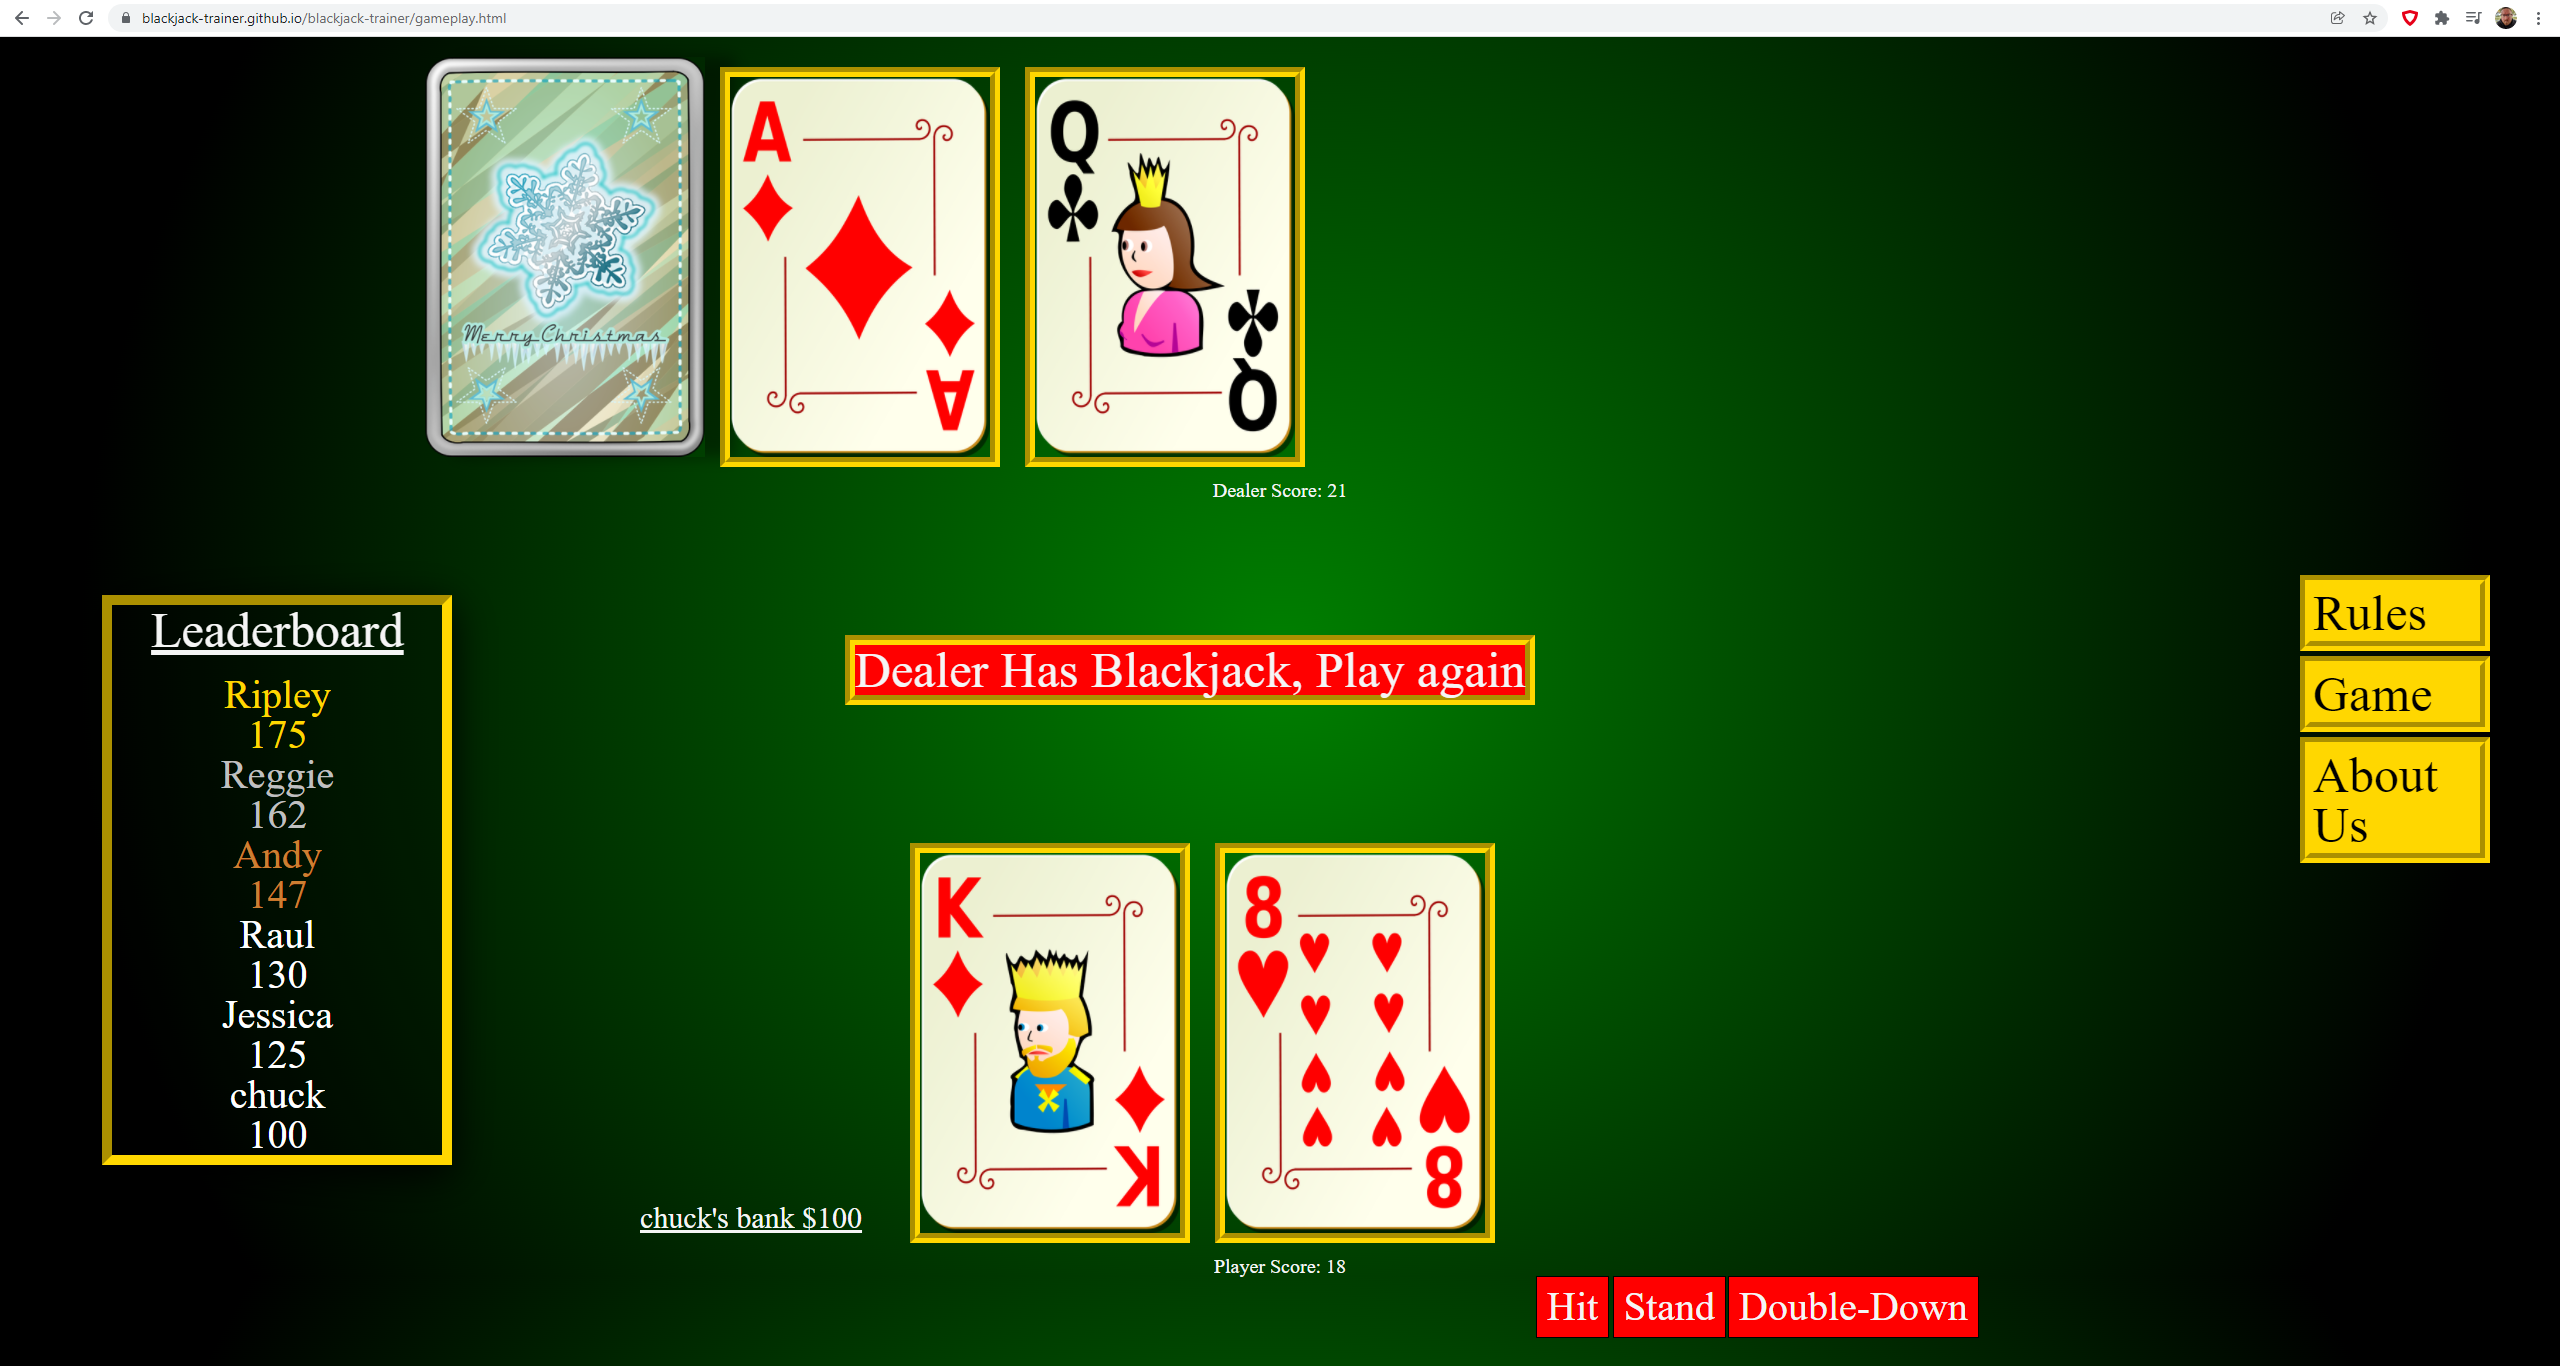 blackjack-trainer.github.io/blackjack-trainer/gameplay.html
Merry Christmas
A
A
Q
Q
Dealer Score: 21
Leaderboard
Ripley
175
Reggie
162
Andy
147
Raul
130
Jessica
125
chuck
100
Dealer Has Blackjack, Play again
Rules
Game
About
Us
K
K
8
8
chuck's bank $100
Player Score: 18
Hit Stand Double-Down